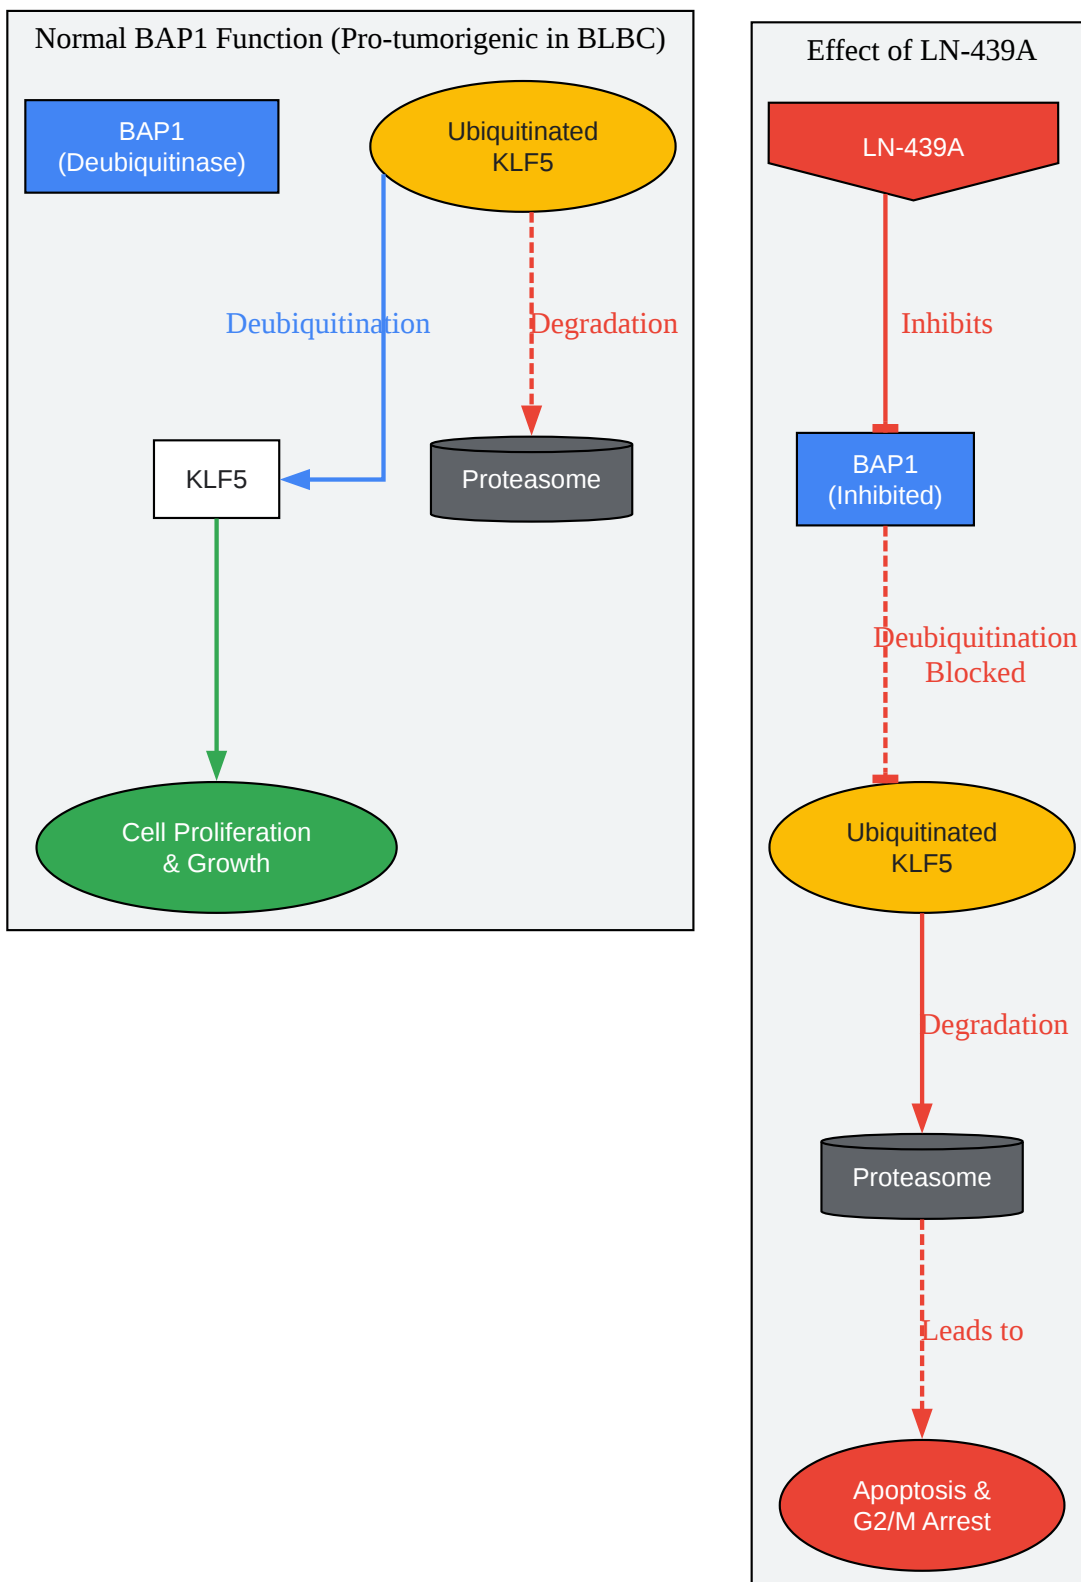 Normal BAP1 Function (Pro-tumorigenic in BLBC)
BAP1
(Deubiquitinase)
Ubiquitinated
KLF5
Deubiquitination
Degradation
KLF5
Proteasome
Cell Proliferation
& Growth
Effect of LN-439A
LN-439A
Inhibits
BAP1
(Inhibited)
Deubiquitination
Blocked
Ubiquitinated
KLF5
Degradation
Proteasome
Leads to
Apoptosis &
G2/M Arrest